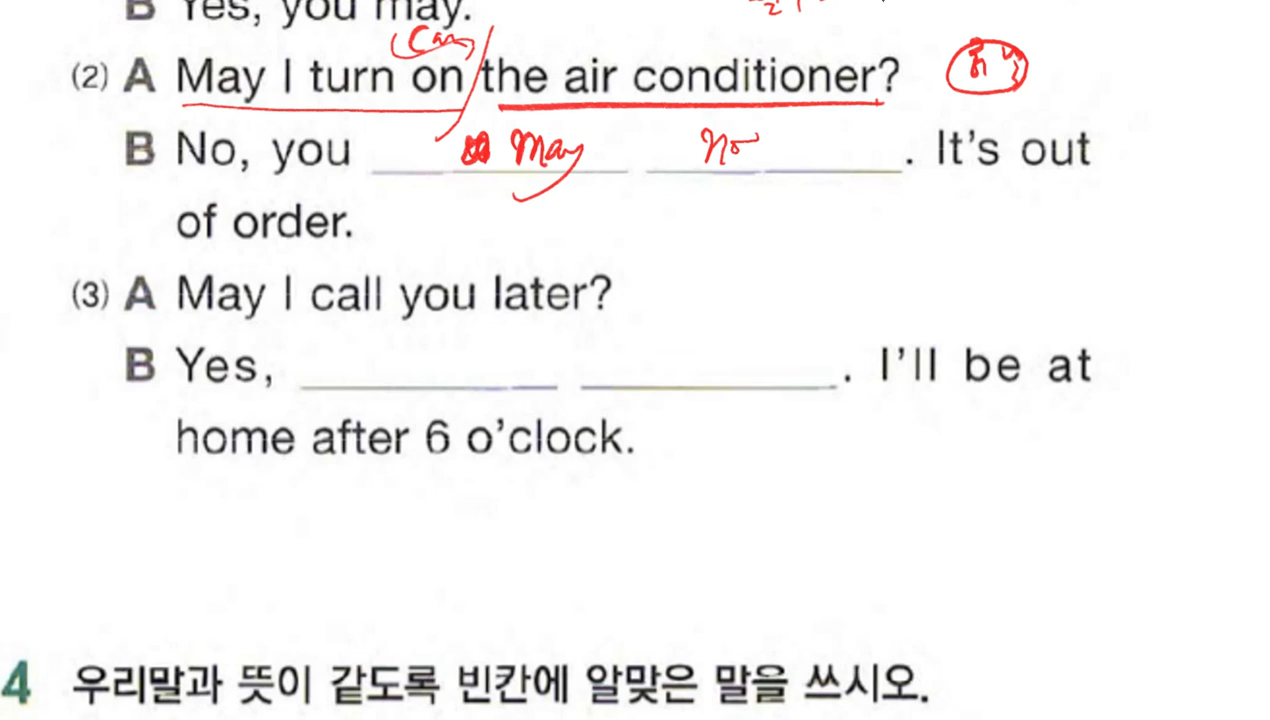 B Yes, you may.
Can
(2) A May I turn on the air conditioner? 허락
B No, you may no . It's out
of order.
(3) A May I call you later?
B Yes, . I'll be at
home after 6 o'clock.
4 우리말과 뜻이 같도록 빈칸에 알맞은 말을 쓰시오.